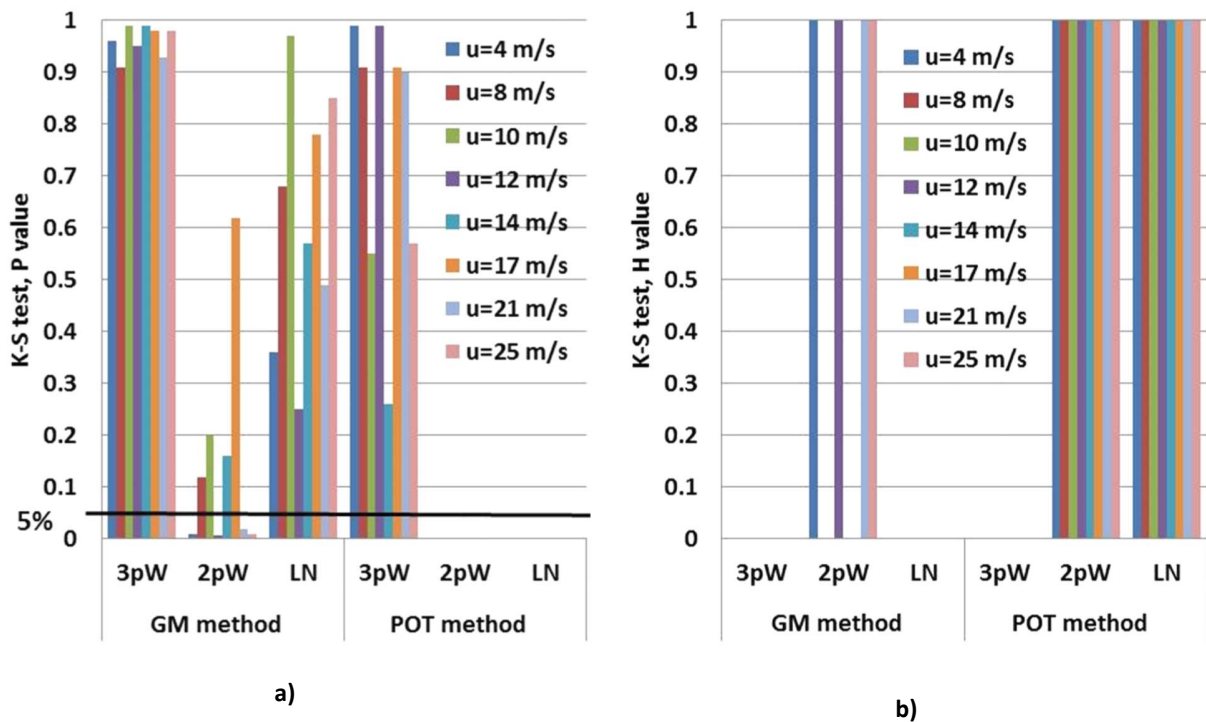 K-S test, P value
1
0.9
0.8
0.7
0.6
0.5
0.4
0.3
0.2
0.1
0
5%
u=4 m/s
u=8 m/s
u=10 m/s
u=12 m/s
u=14 m/s
u=17 m/s
u=21 m/s
u=25 m/s
3pW 2pW LN 3pW 2pW LN
GM method POT method
a)
K-S test, H value
1
0.9
0.8
0.7
0.6
0.5
0.4
0.3
0.2
0.1
0
u=4 m/s
u=8 m/s
u=10 m/s
u=12 m/s
u=14 m/s
u=17 m/s
u=21 m/s
u=25 m/s
3pW 2pW LN 3pW 2pW LN
GM method POT method
b)